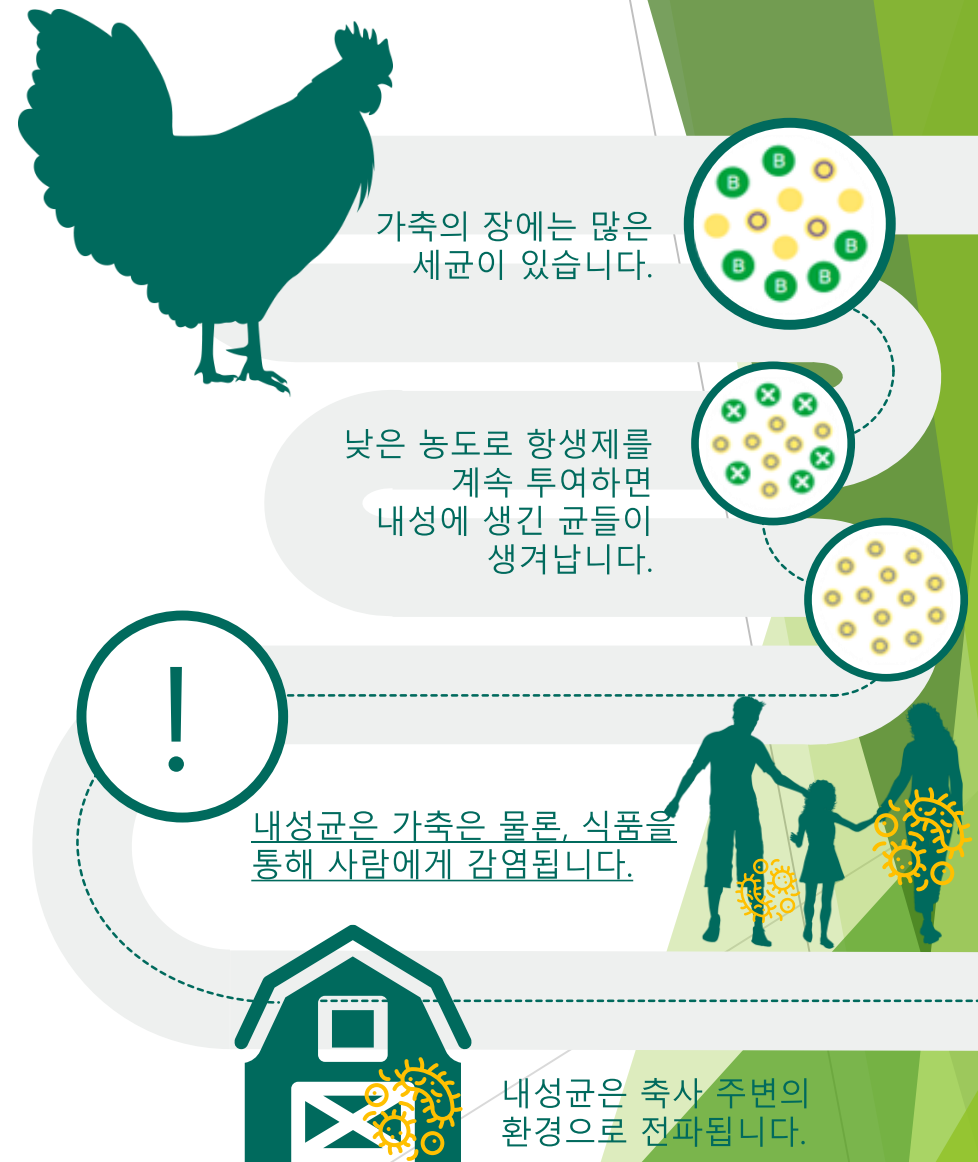 B
B
가축의 장에는 많은
세균이 있습니다.
B
B
B
B
낮은 농도로 항생제를
계속 투여하면
내성에 생긴 균들이
생겨납니다.
!
내성균은 가축은 물론, 식품을
통해 사람에게 감염됩니다.
내성균은 축사 주변의
환경으로 전파됩니다.